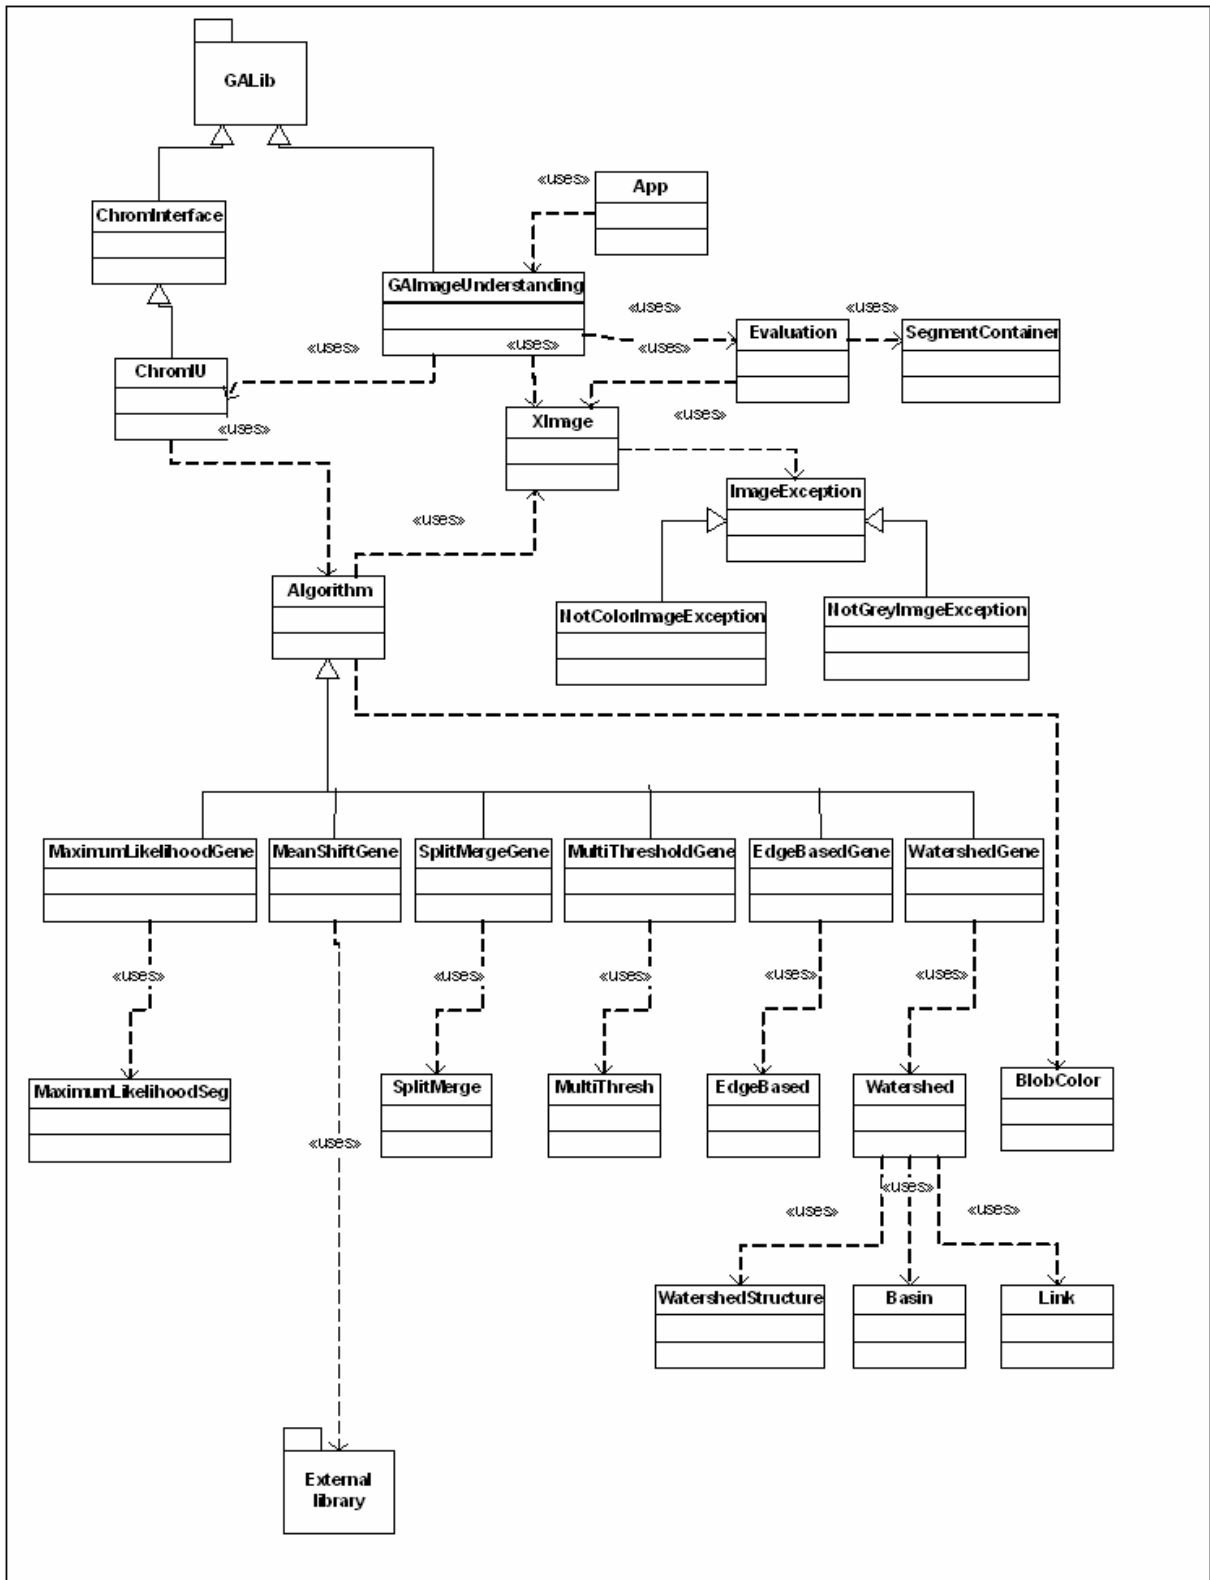 GALib
«uses»
App
ChromInterface
GAImageUnderstanding
«uses»
«uses»
Evaluation
SegmentContainer
«uses»
«uses»
«uses»
ChromIU
«uses»
XImage
«uses»
ImageException
«uses»
Algorithm
NotColorImageException
NotGreyImageException
MaximumLikelihoodGene
MeanShiftGene
SplitMergeGene
MultiThresholdGene
EdgeBasedGene
WatershedGene
«uses»
«uses»
«uses»
«uses»
«uses»
MaximumLikelihoodSeg
SplitMerge
MultiThresh
EdgeBased
Watershed
BlobColor
«uses»
«uses»
«uses»
«uses»
WatershedStructure
Basin
Link
External
library